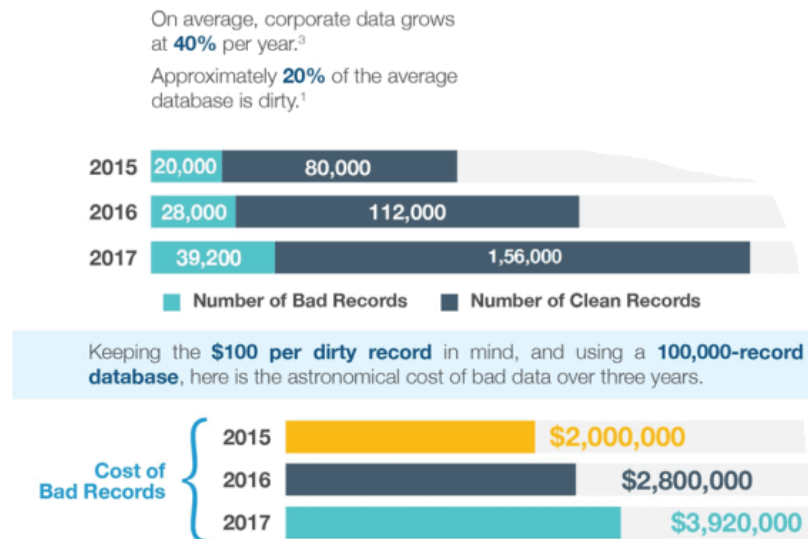 On average, corporate data grows
at 40% per year.³
Approximately 20% of the average
database is dirty.¹
2015 20,000 80,000
2016 28,000 112,000
2017 39,200 1,56,000
Number of Bad Records Number of Clean Records
Keeping the $100 per dirty record in mind, and using a 100,000-record
database, here is the astronomical cost of bad data over three years.
Cost of
Bad Records
2015 $2,000,000
2016 $2,800,000
2017 $3,920,000